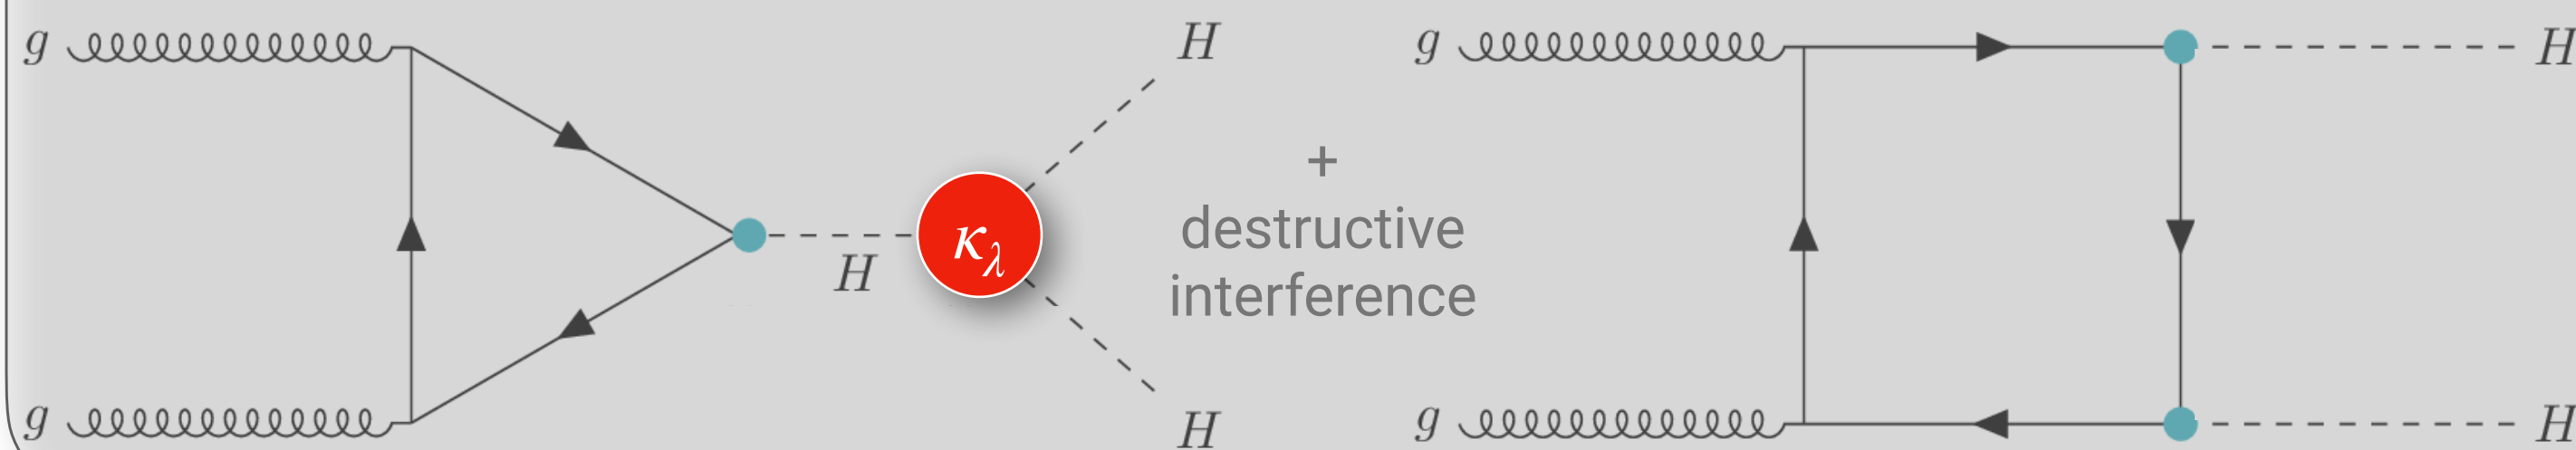 g
g
H
κλ
H
H
+
destructive
interference
g
g
H
H